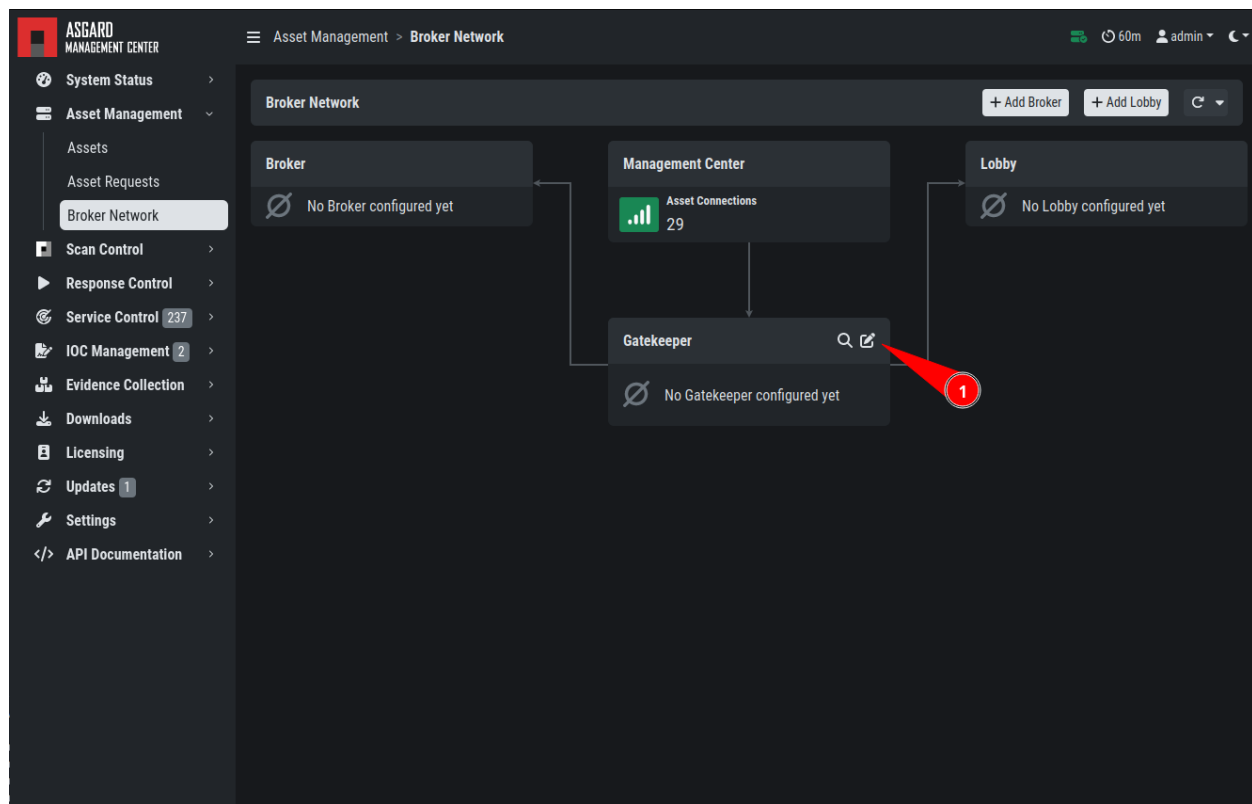 ASGARD
MANAGEMENT CENTER
Asset Management > Broker Network
60m
admin
System Status
Asset Management
Assets
Asset Requests
Broker Network
Scan Control
Response Control
Service Control 237
IOC Management 2
Evidence Collection
Downloads
Licensing
Updates 1
Settings
API Documentation
Broker Network
+ Add Broker
+ Add Lobby
Broker
No Broker configured yet
Management Center
Asset Connections
29
Lobby
No Lobby configured yet
Gatekeeper
No Gatekeeper configured yet
1